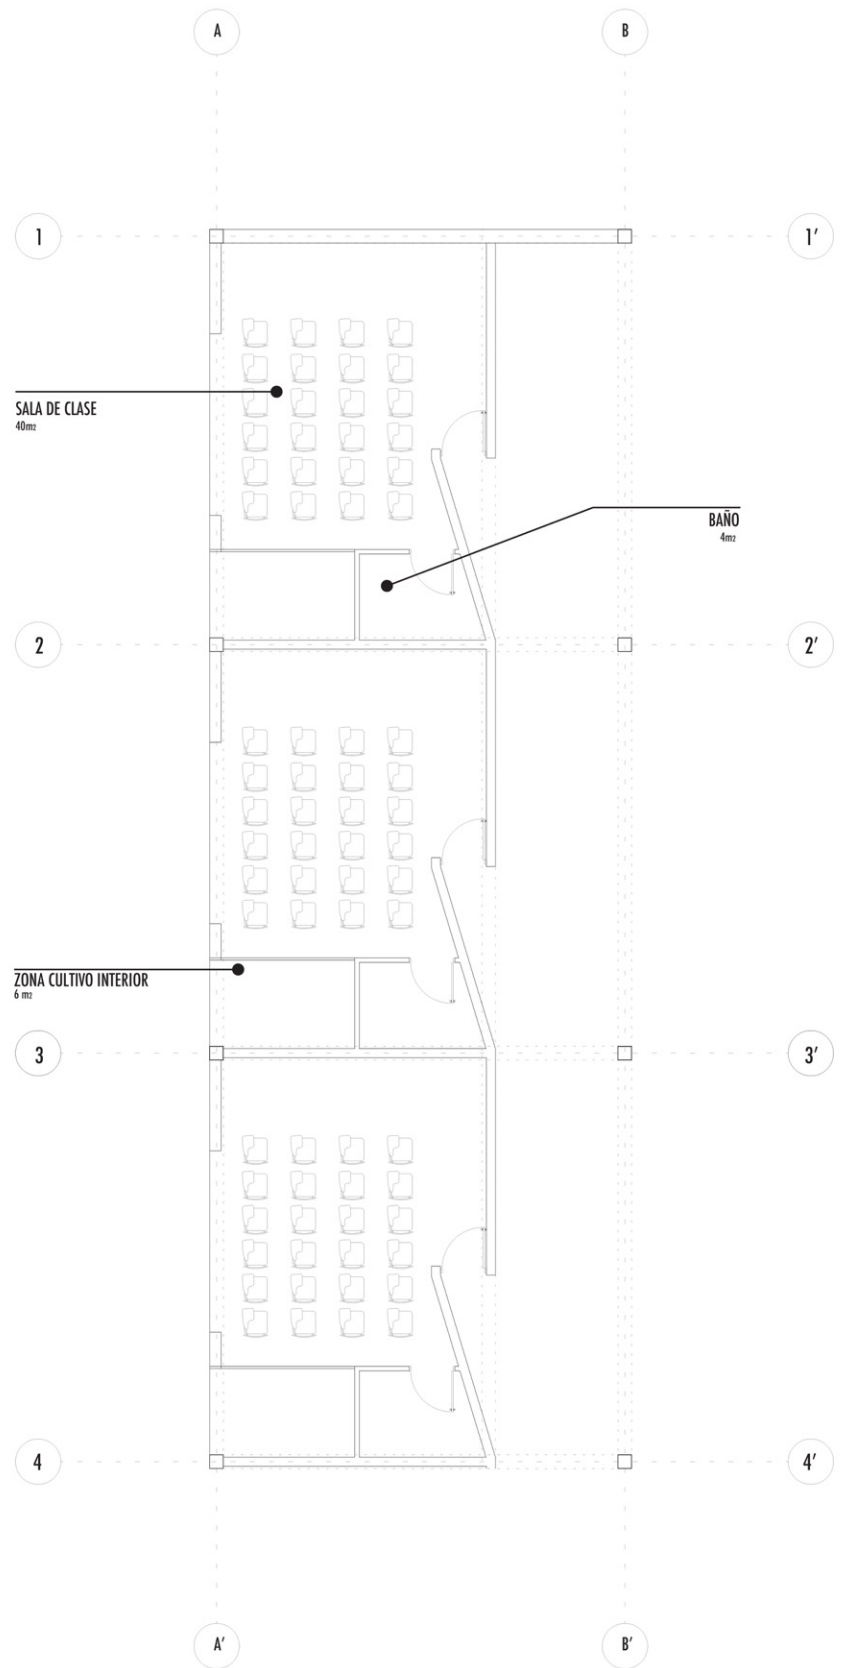 A
B
1
1’
SALA DE CLASE
40m2
BAÑO
4m2
2
2’
ZONA CULTIVO INTERIOR
6 m2
3
3’
4
4’
A’
B’